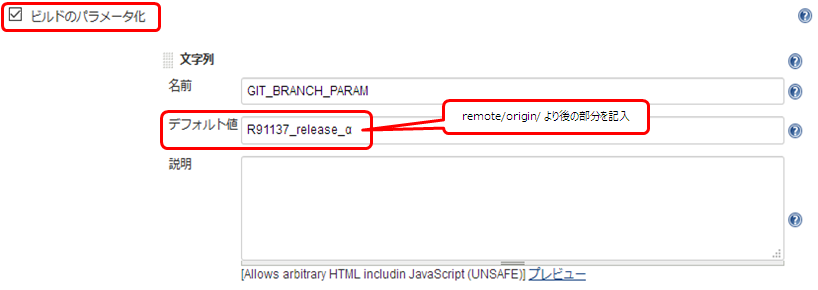 ビルドのパラメータ化
文字列
名前
GIT_BRANCH_PARAM
デフォルト値
R91137_release_α
remote/origin/ より後の部分を記入
説明
[Allows arbitrary HTML includin JavaScript (UNSAFE)] プレビュー